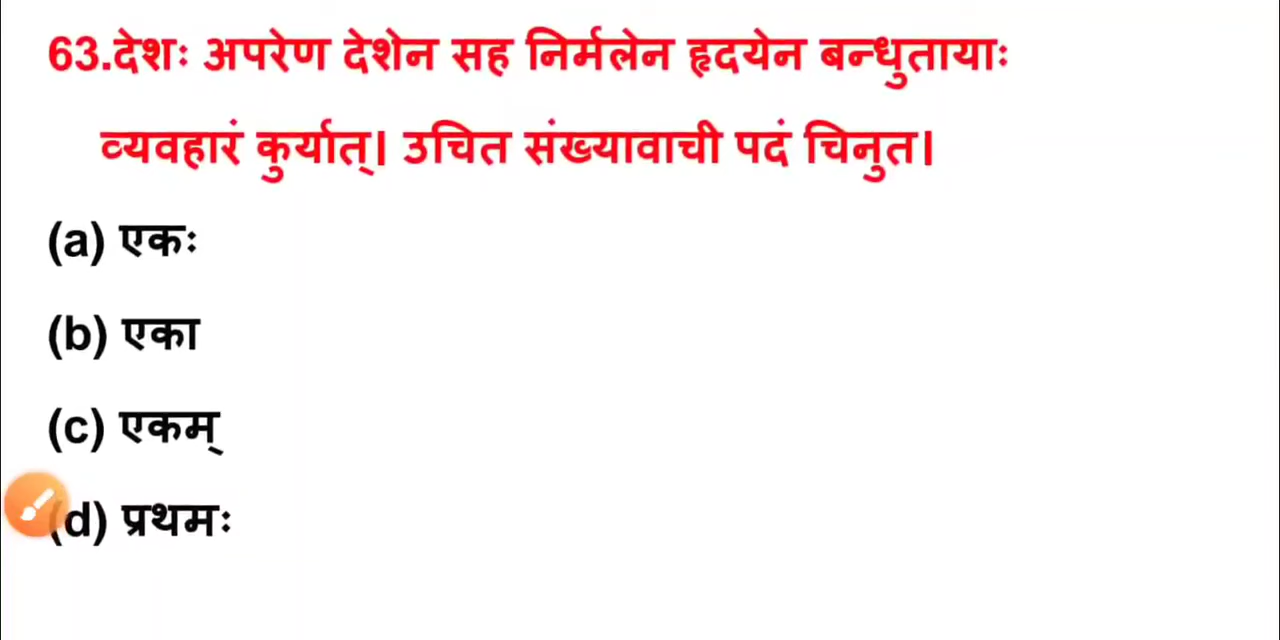 63.देशः अपरेण देशेन सह निर्मलेन हृदयेन बन्धुतायाः
व्यवहारं कुर्यात्। उचित संख्यावाची पदं चिनुत।
(a) एकः
(b) एका
(c) एकम्
(d) प्रथमः